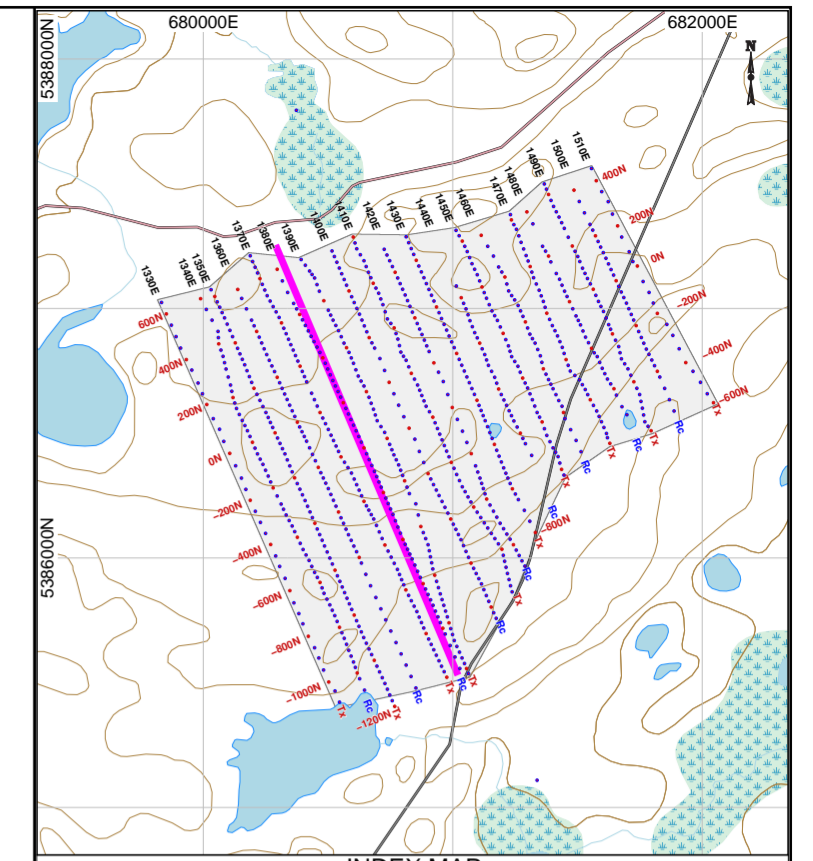 680000E
682000E
5388000N
N
1510E
1500E
1490E
1480E
1470E
1460E
1450E
1440E
1430E
1420E
1410E
1400E
1390E
1380E
1370E
1360E
1350E
1340E
1330E
400N
200N
0N
−200N
−400N
−600N
Tx
600N
400N
200N
0N
−200N
−400N
−600N
−800N
−1000N
−1200N
Rc
Tx
Rc
Tx
Tx
Rc
−800N
Tx
Rc
Tx
Rc
5386000N
Tx
Rc
Tx
Rc
Tx
Rc
Tx
INDEX MAP